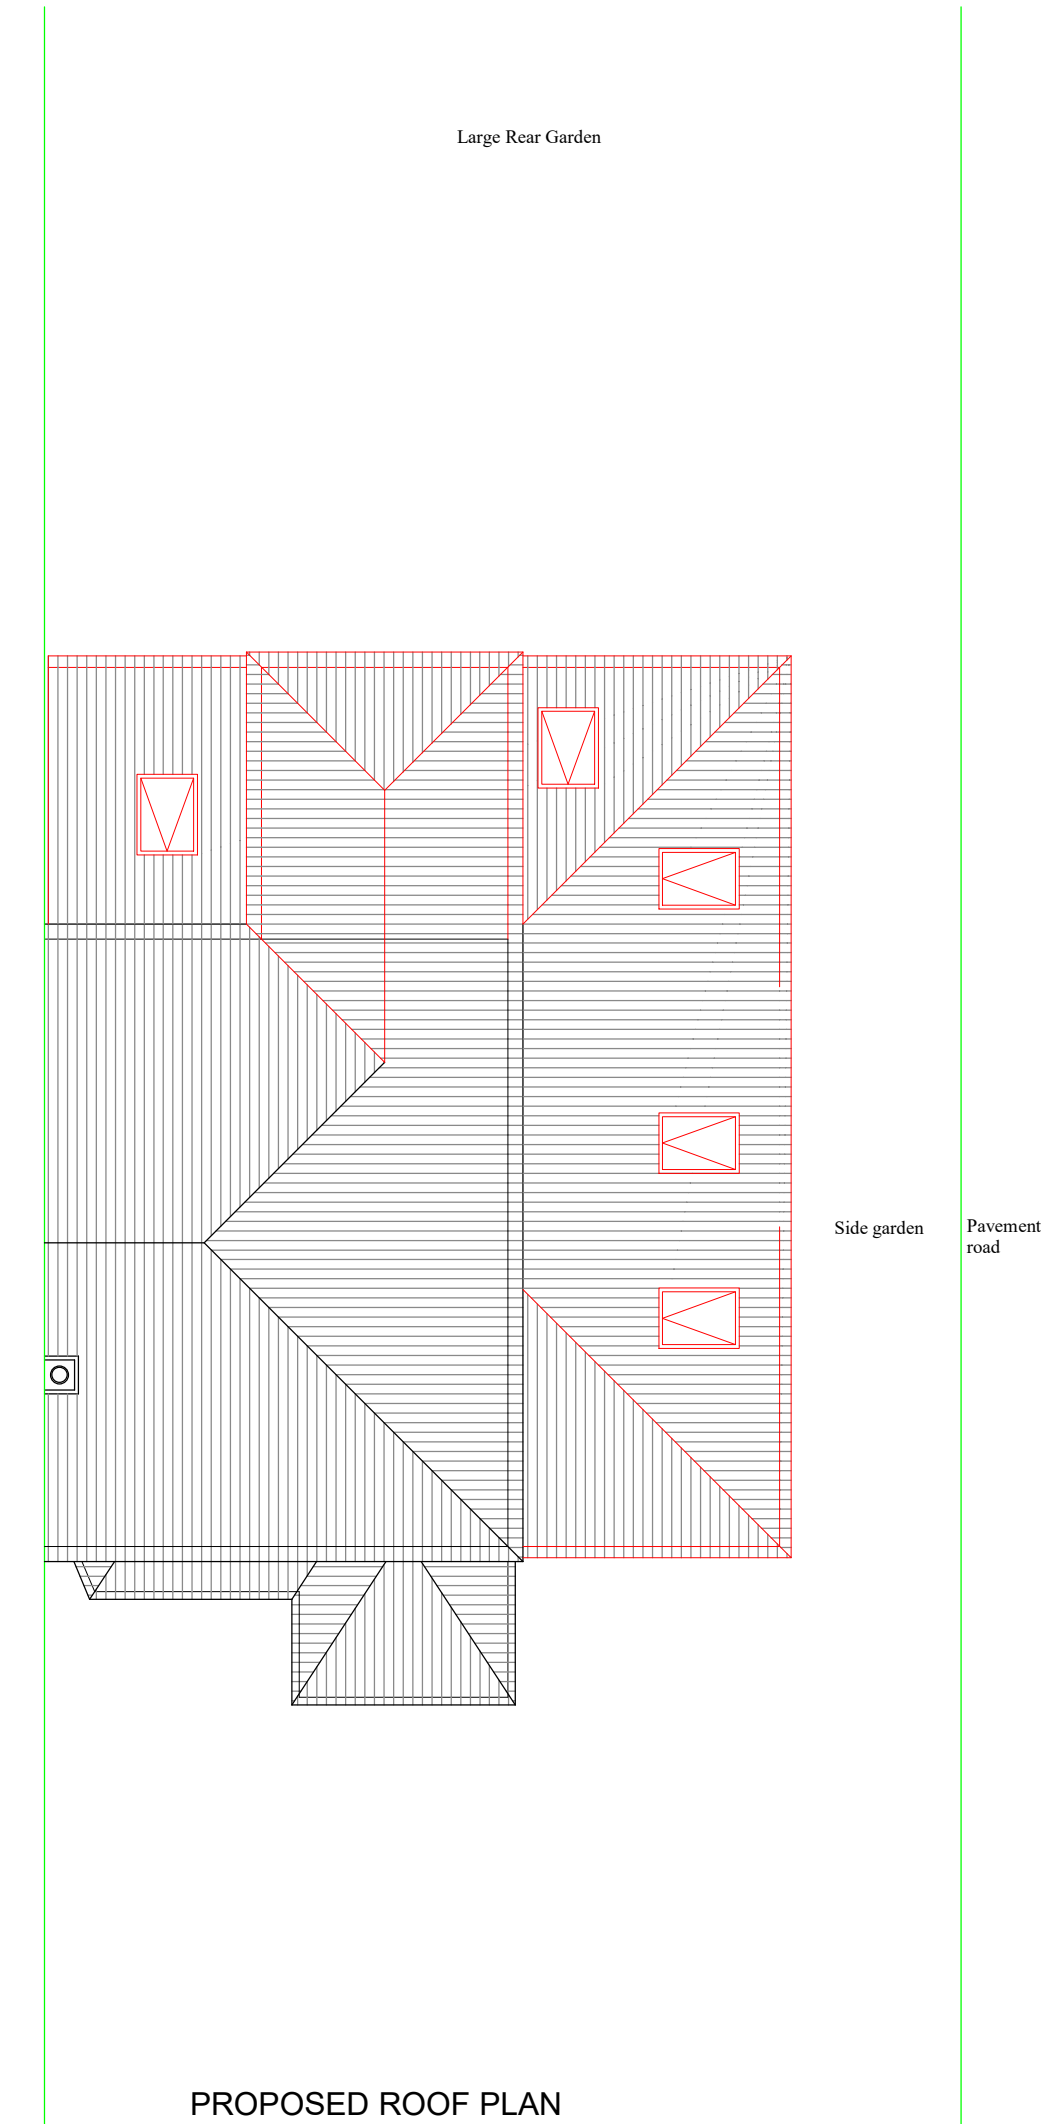 Large Rear Garden
Side garden
Pavement
road
PROPOSED ROOF PLAN